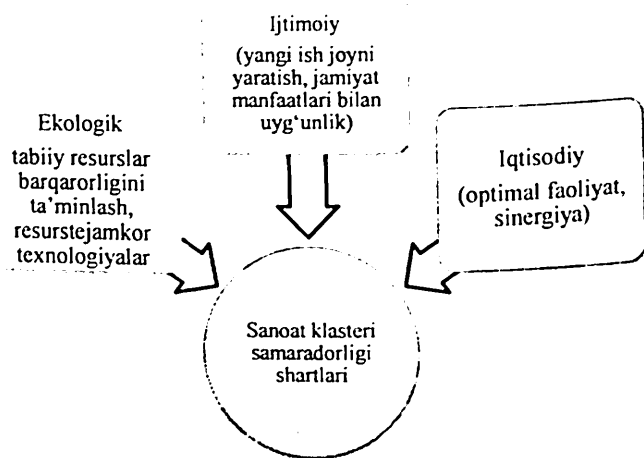 Ijtimoiy
(yangi ish joyni
yaratish, jamiyat
manfaatlari bilan
uyg‘unlik)
Ekologik
tabiiy resurslar
barqarorligini
ta’minlash,
resurstejamkor
texnologiyalar
Iqtisodiy
(optimal faoliyat,
sinergiya)
Sanoat klasteri
samaradorligi
shartlari